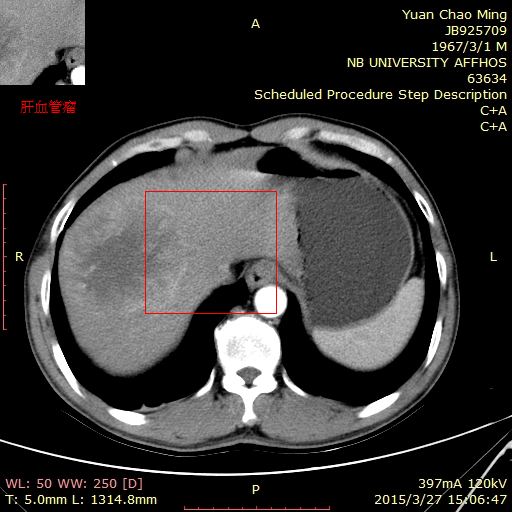 A
Yuan Chao Ming
JB925709
1967/3/1 M
NB UNIVERSITY AFFHOS
63634
Scheduled Procedure Step Description
C+A
C+A
肝血管瘤
R
L
WL: 50 WW: 250 [D]
T: 5.0mm L: 1314.8mm
P
397mA 120kV
2015/3/27 15:06:47